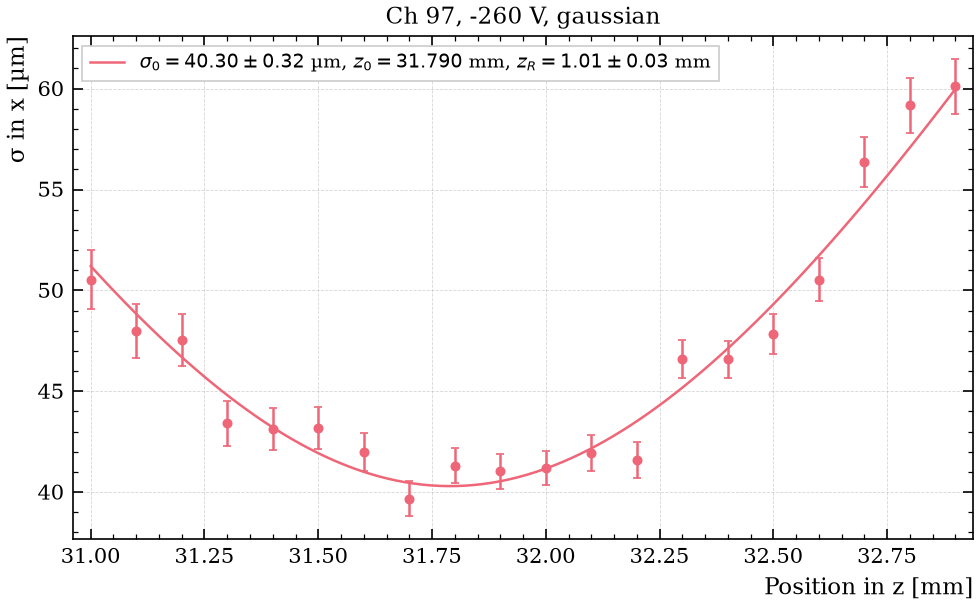 Ch 97, -260 V, gaussian
σ₀ = 40.30 ± 0.32 µm, z₀ = 31.790 mm, z_R = 1.01 ± 0.03 mm
σ in x [µm]
60
55
50
45
40
31.00 31.25 31.50 31.75 32.00 32.25 32.50 32.75
Position in z [mm]